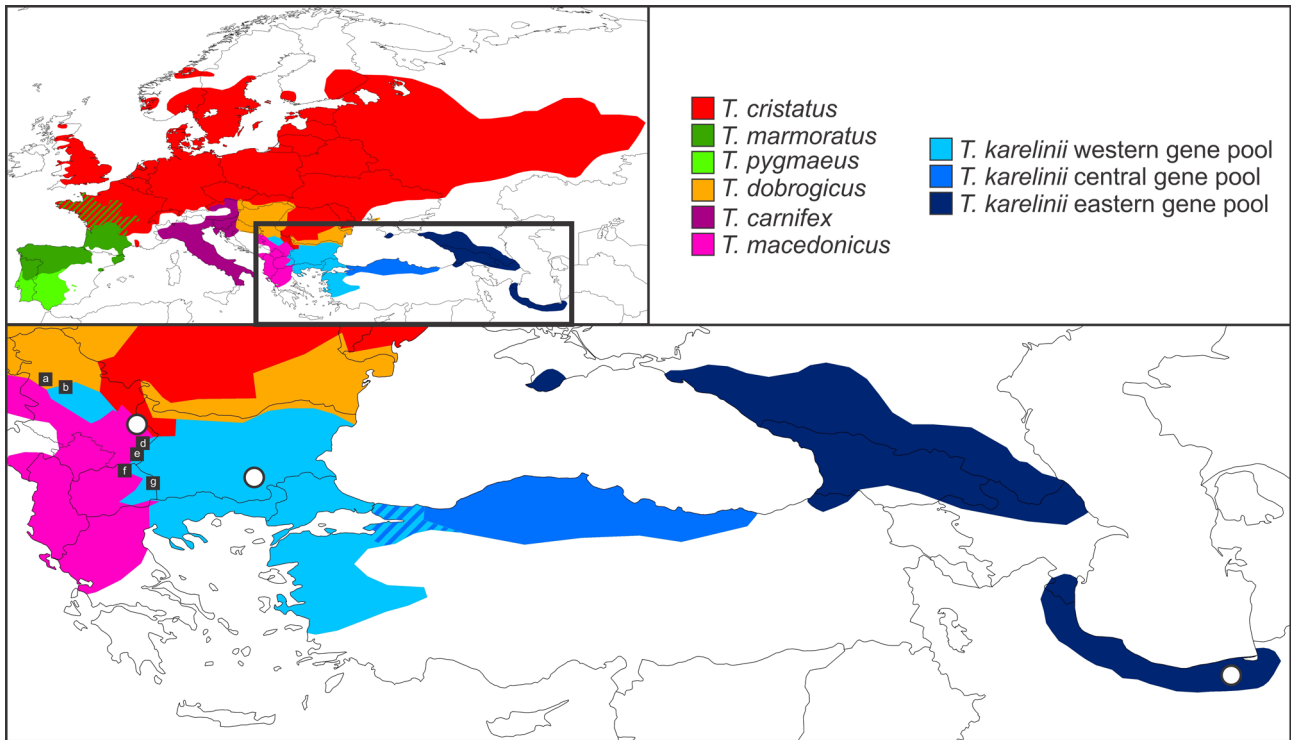 T. cristatus
T. marmoratus
T. pygmaeus
T. dobrogicus
T. carnifex
T. macedonicus
T. karelinii western gene pool
T. karelinii central gene pool
T. karelinii eastern gene pool
a
b
d
e
f
g